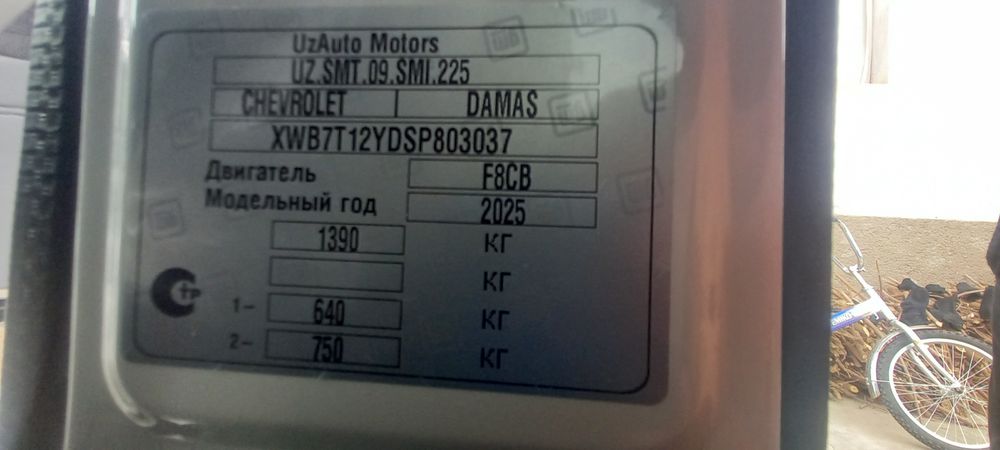 UzAuto Motors
UZ.SMT.09.SMI.225
CHEVROLET DAMAS
XWB7T12YDSP803037
Двигатель F8CB
Модельный год 2025
1390 КГ
КГ
1- 640 КГ
2- 750 КГ